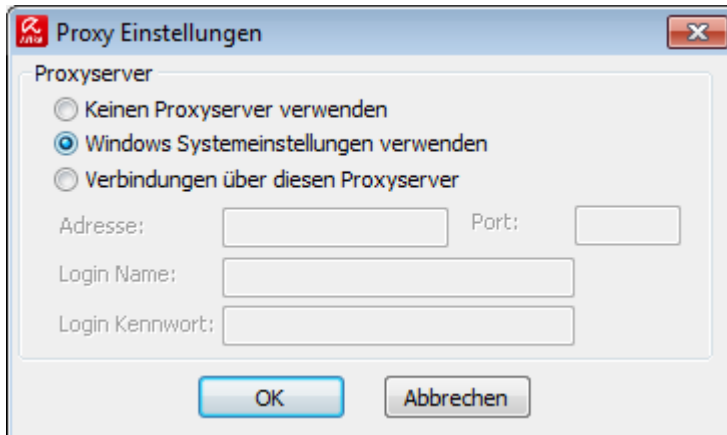 Proxy Einstellungen
Proxyserver
Keinen Proxyserver verwenden
Windows Systemeinstellungen verwenden
Verbindungen über diesen Proxyserver
Adresse: Port:
Login Name:
Login Kennwort:
OK Abbrechen